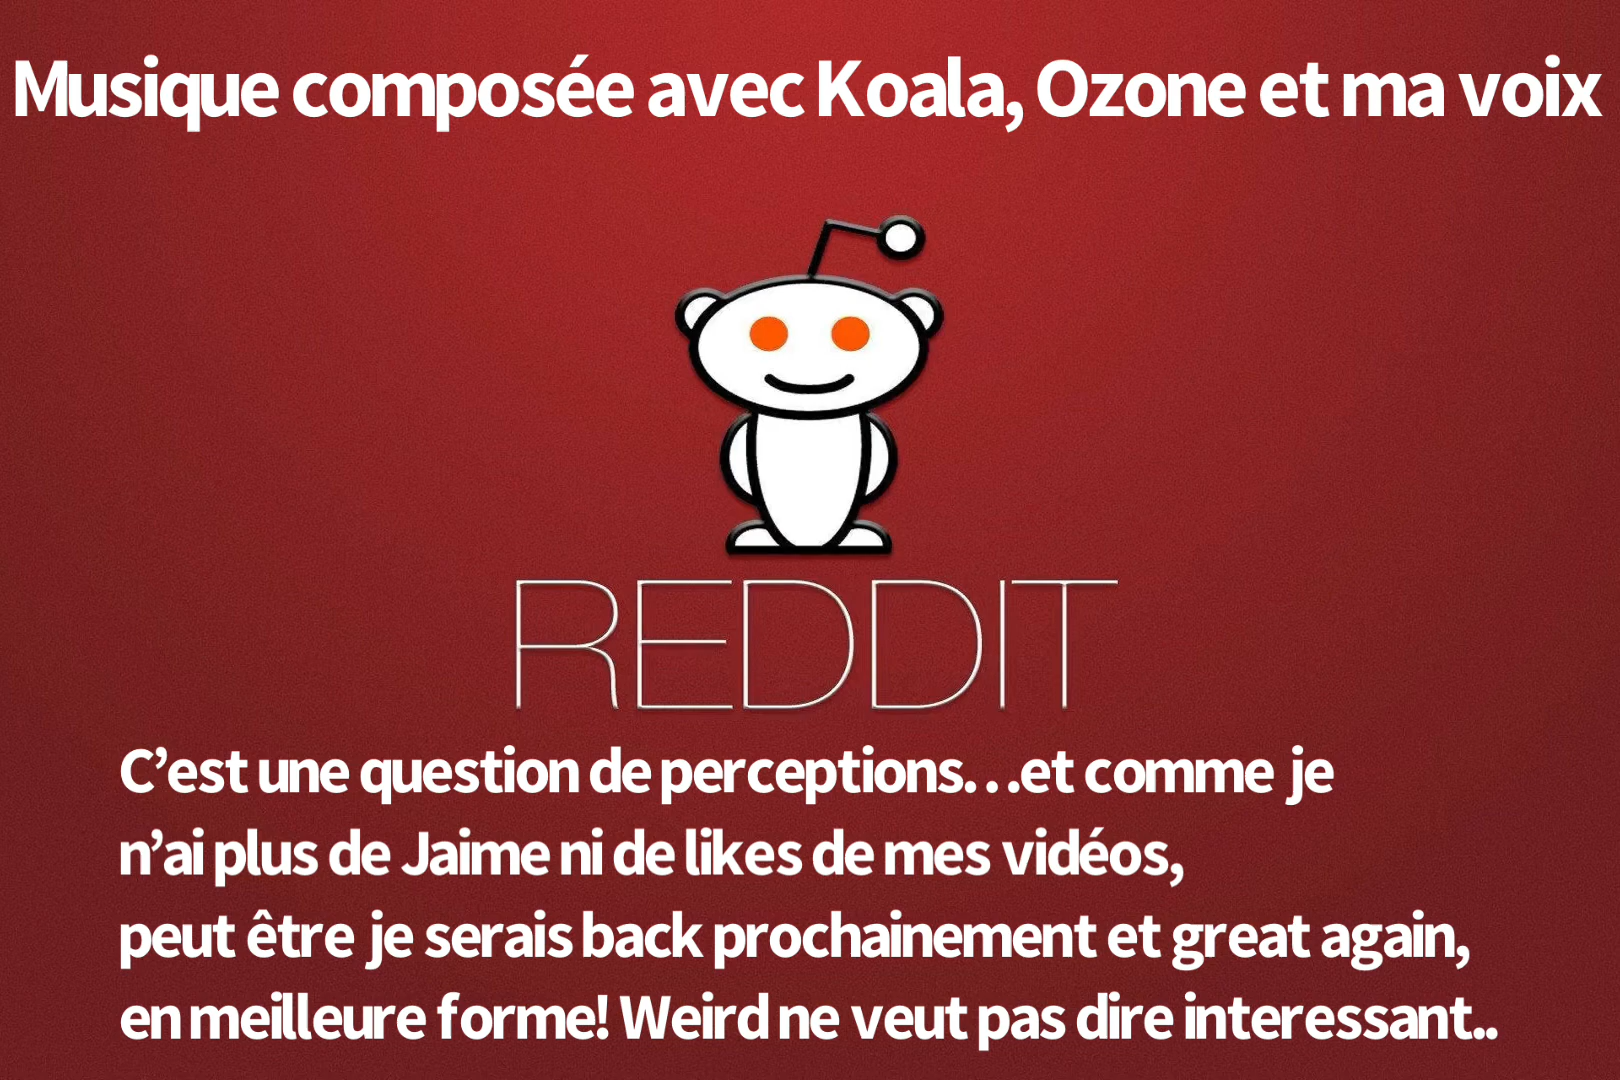 Musique composée avec Koala, Ozone et ma voix
REDDIT
C’est une question de perceptions…et comme je
n’ai plus de Jaime ni de likes de mes vidéos,
peut être je serais back prochainement et great again,
en meilleure forme! Weird ne veut pas dire interessant..